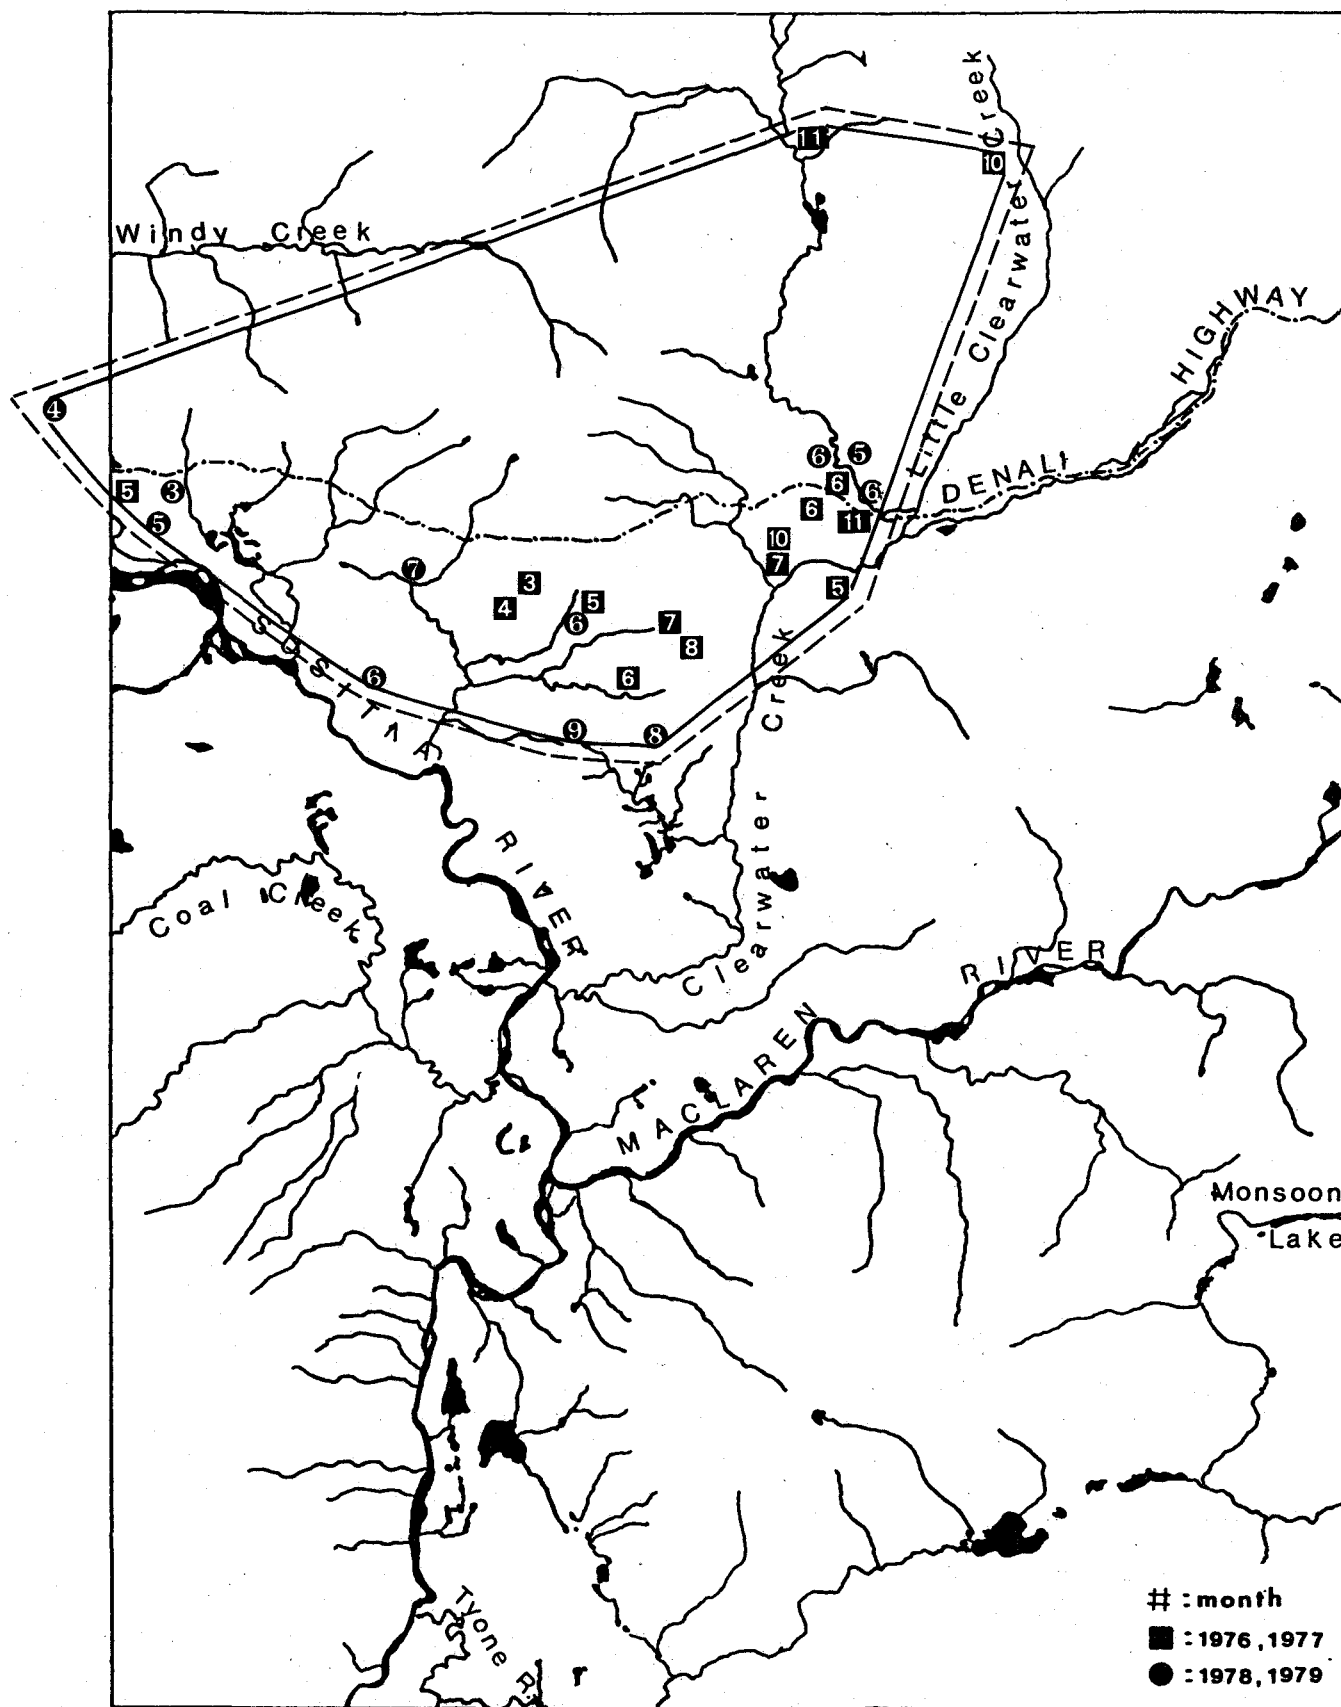 Creek
11
10
Windy Creek
Little Clearwater
HIGHWAY
4
6
5
DENALI
5
3
6
6
5
6
11
10
7
7
3
5
4
5
6
7
8
SUSITNA
6
6
9
8
RIVER
Creek
Clearwater
Coal Creek
MACLAREN
RIVER
Monsoon
Lake
Tyone R.
r
# : month
■ : 1976, 1977
● : 1978, 1979